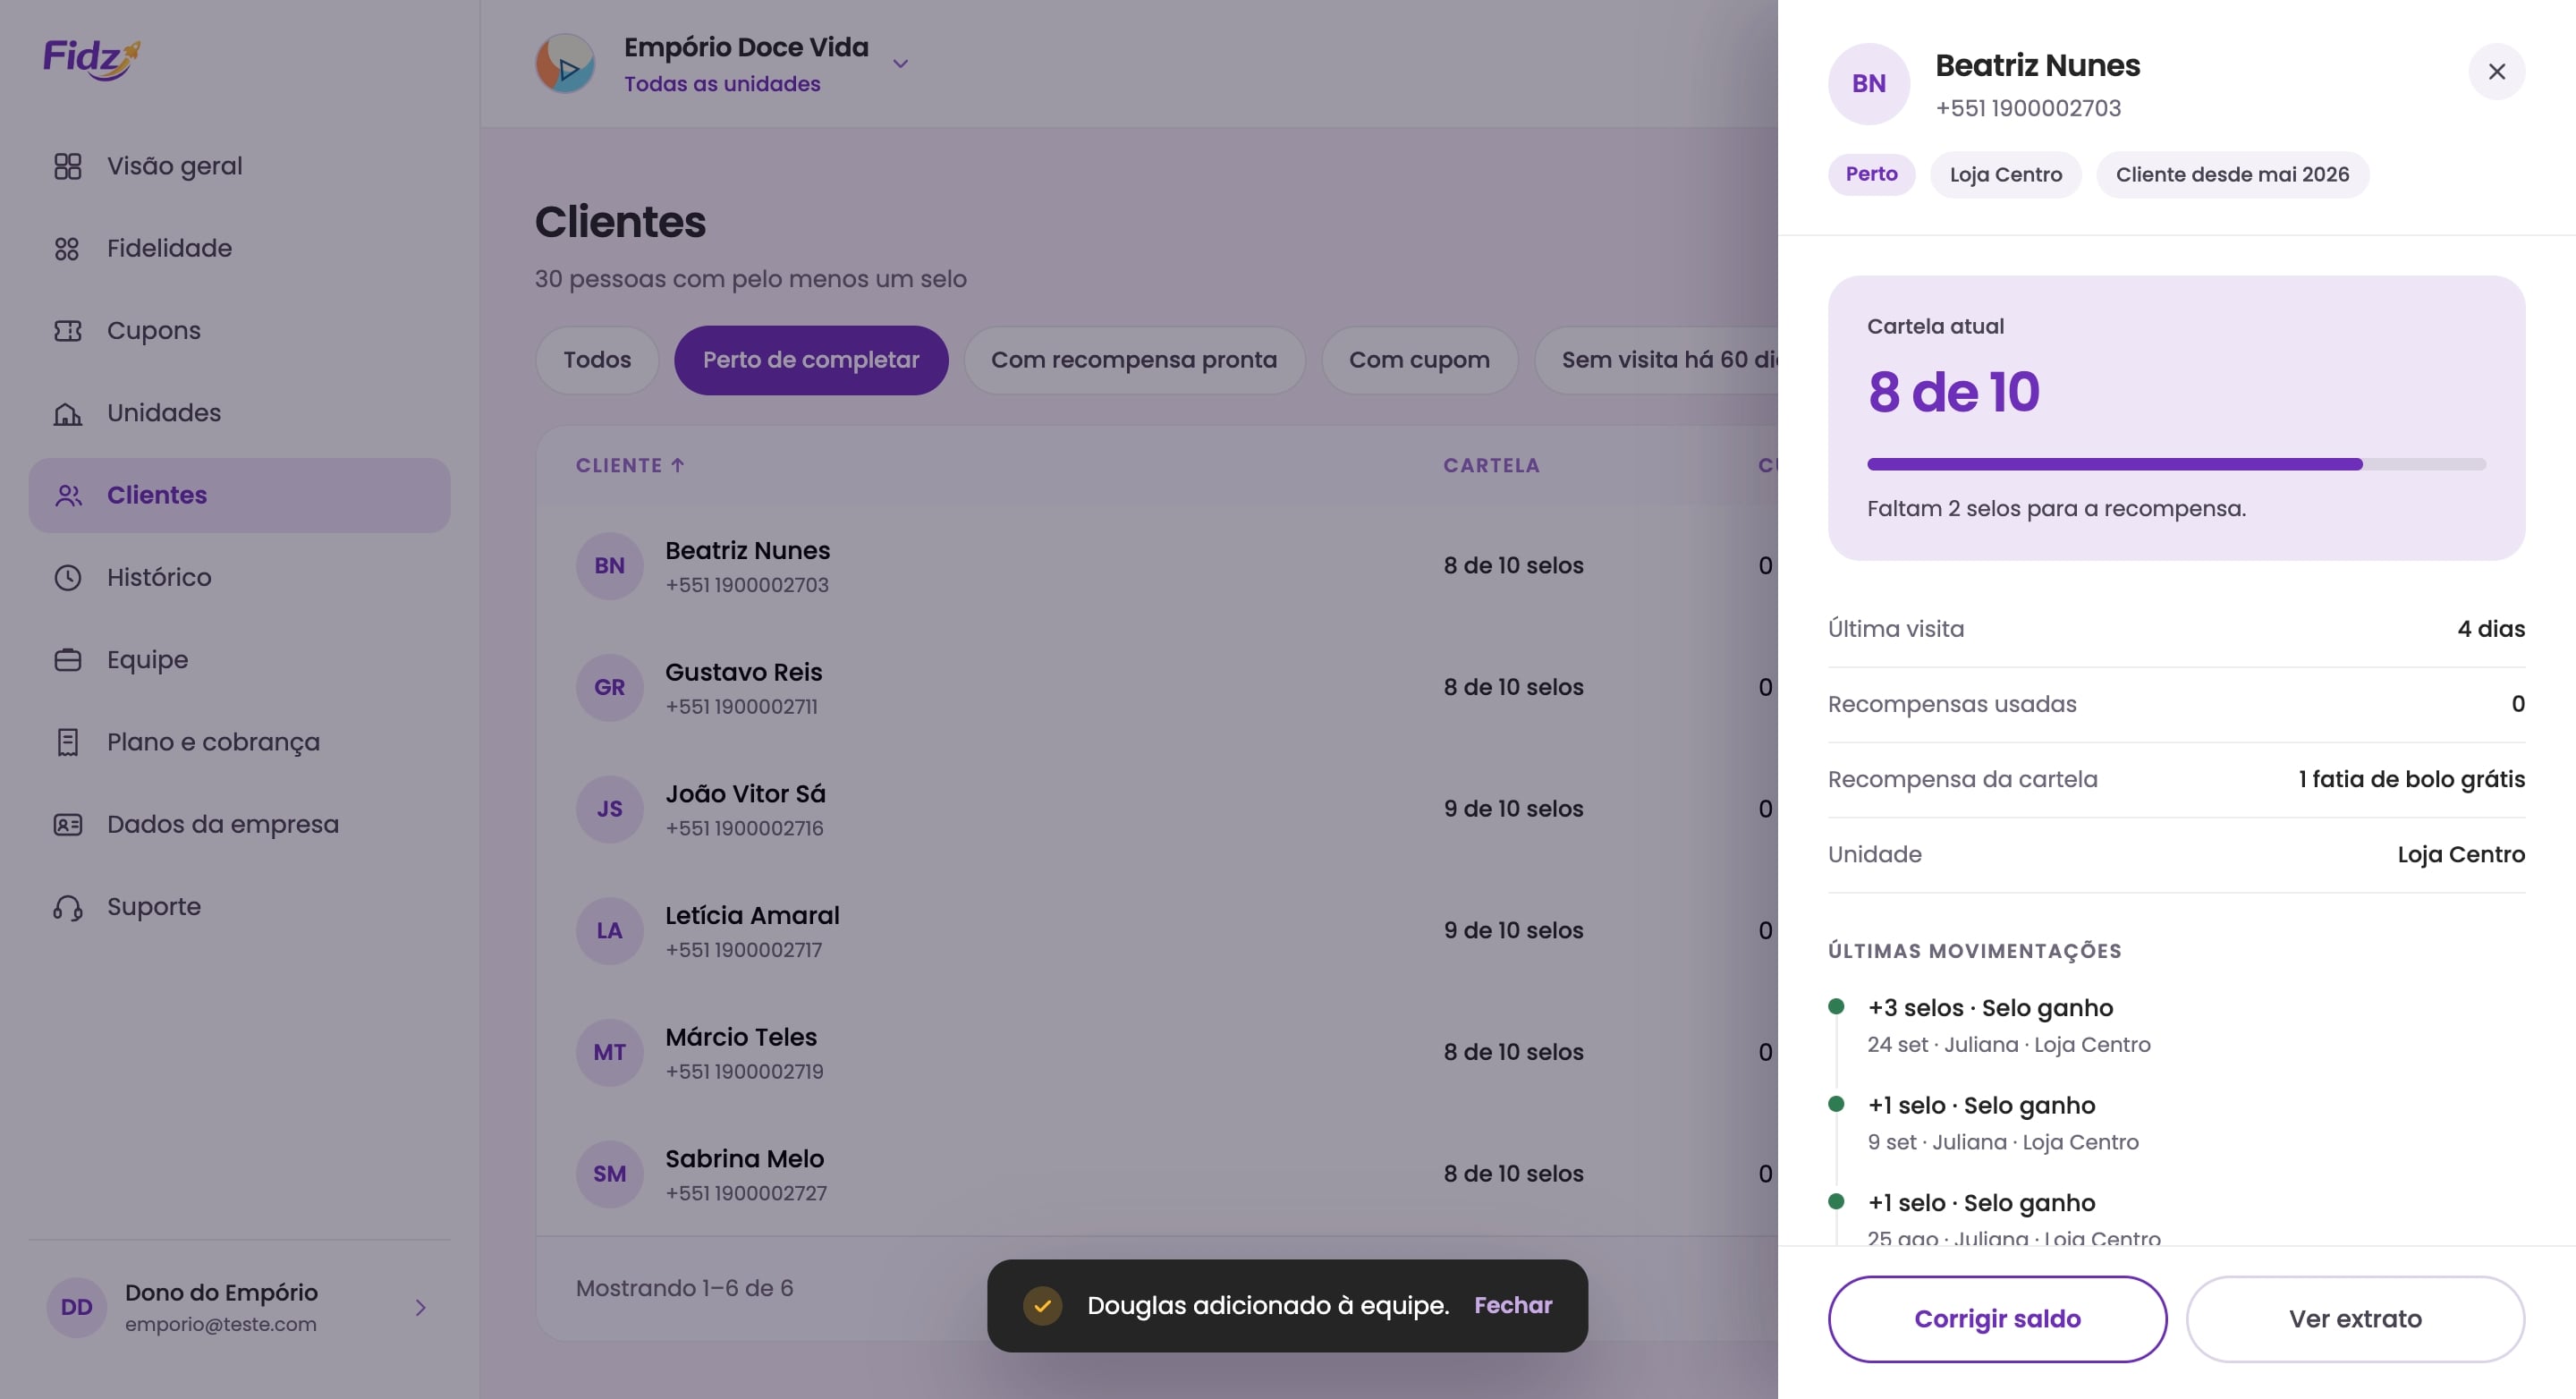 Fidz
Visão geral
Fidelidade
Cupons
Unidades
Clientes
Histórico
Equipe
Plano e cobrança
Dados da empresa
Suporte
DD
Dono do Empório
emporio@teste.com
Empório Doce Vida
Todas as unidades
Clientes
30 pessoas com pelo menos um selo
Todos
Perto de completar
Com recompensa pronta
Com cupom
Sem visita há 60
CLIENTE ↑ CARTELA
BN Beatriz Nunes 8 de 10 selos 0
+551 1900002703
GR Gustavo Reis 8 de 10 selos 0
+551 1900002711
JS João Vitor Sá 9 de 10 selos 0
+551 1900002716
LA Letícia Amaral 9 de 10 selos 0
+551 1900002717
MT Márcio Teles 8 de 10 selos 0
+551 1900002719
SM Sabrina Melo 8 de 10 selos 0
+551 1900002727
Mostrando 1–6 de 6
Douglas adicionado à equipe. Fechar
BN
Beatriz Nunes
+551 1900002703
Perto
Loja Centro
Cliente desde mai 2026
Cartela atual
8 de 10
Faltam 2 selos para a recompensa.
Última visita 4 dias
Recompensas usadas 0
Recompensa da cartela 1 fatia de bolo grátis
Unidade Loja Centro
ÚLTIMAS MOVIMENTAÇÕES
+3 selos · Selo ganho
24 set · Juliana · Loja Centro
+1 selo · Selo ganho
9 set · Juliana · Loja Centro
+1 selo · Selo ganho
25 ago · Juliana · Loja Centro
Corrigir saldo
Ver extrato